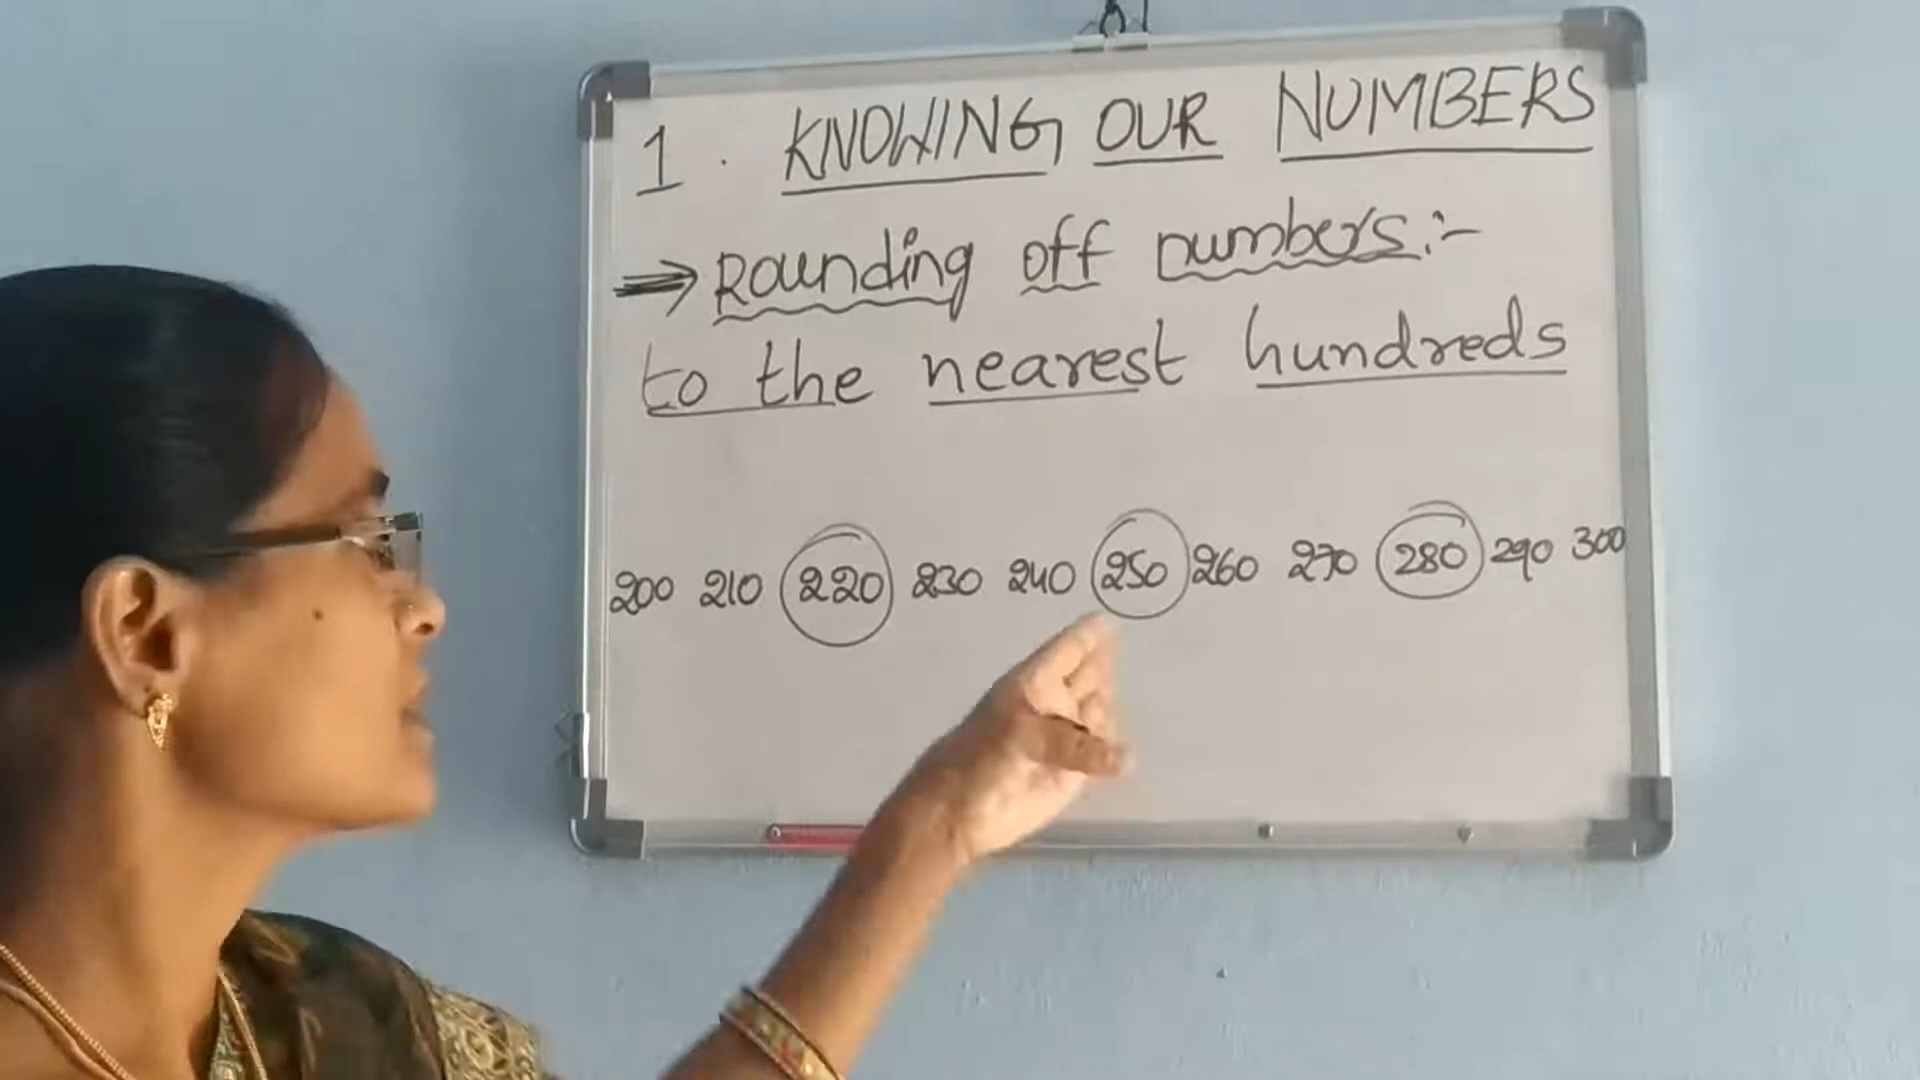 1. KNOWING OUR NUMBERS
⇒ Rounding off numbers:-
to the nearest hundreds
200 210 220 230 240 250 260 270 280 290 300